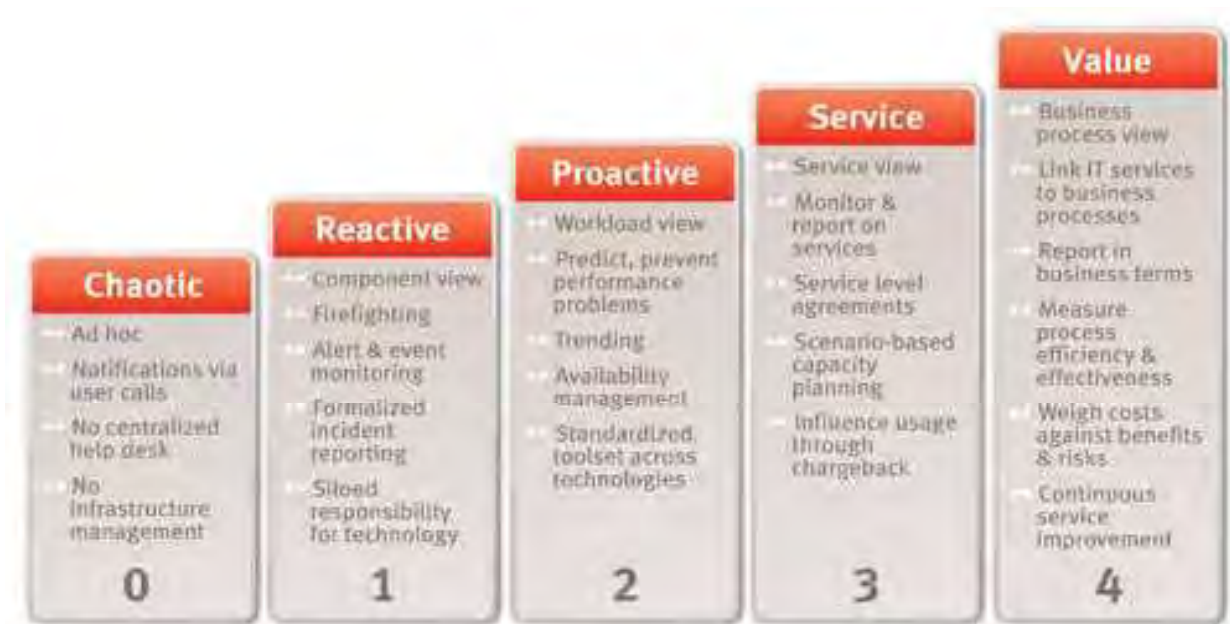 Chaotic
Ad hoc
Notifications via
user calls
No centralized
help desk
No
infrastructure
management
0
Reactive
Component view
Firefighting
Alert & event
monitoring
Formalized
incident
reporting
Siloed
responsibility
for technology
1
Proactive
Workload view
Predict, prevent
performance
problems
Trending
Availability
management
Standardized
toolset across
technologies
2
Service
Service view
Monitor &
report on
services
Service level
agreements
Scenario-based
capacity
planning
Influence usage
through
chargeback
3
Value
Business
process view
Link IT services
to business
processes
Report in
business terms
Measure
process
efficiency &
effectiveness
Weigh costs
against benefits
& risks
Continuous
service
improvement
4